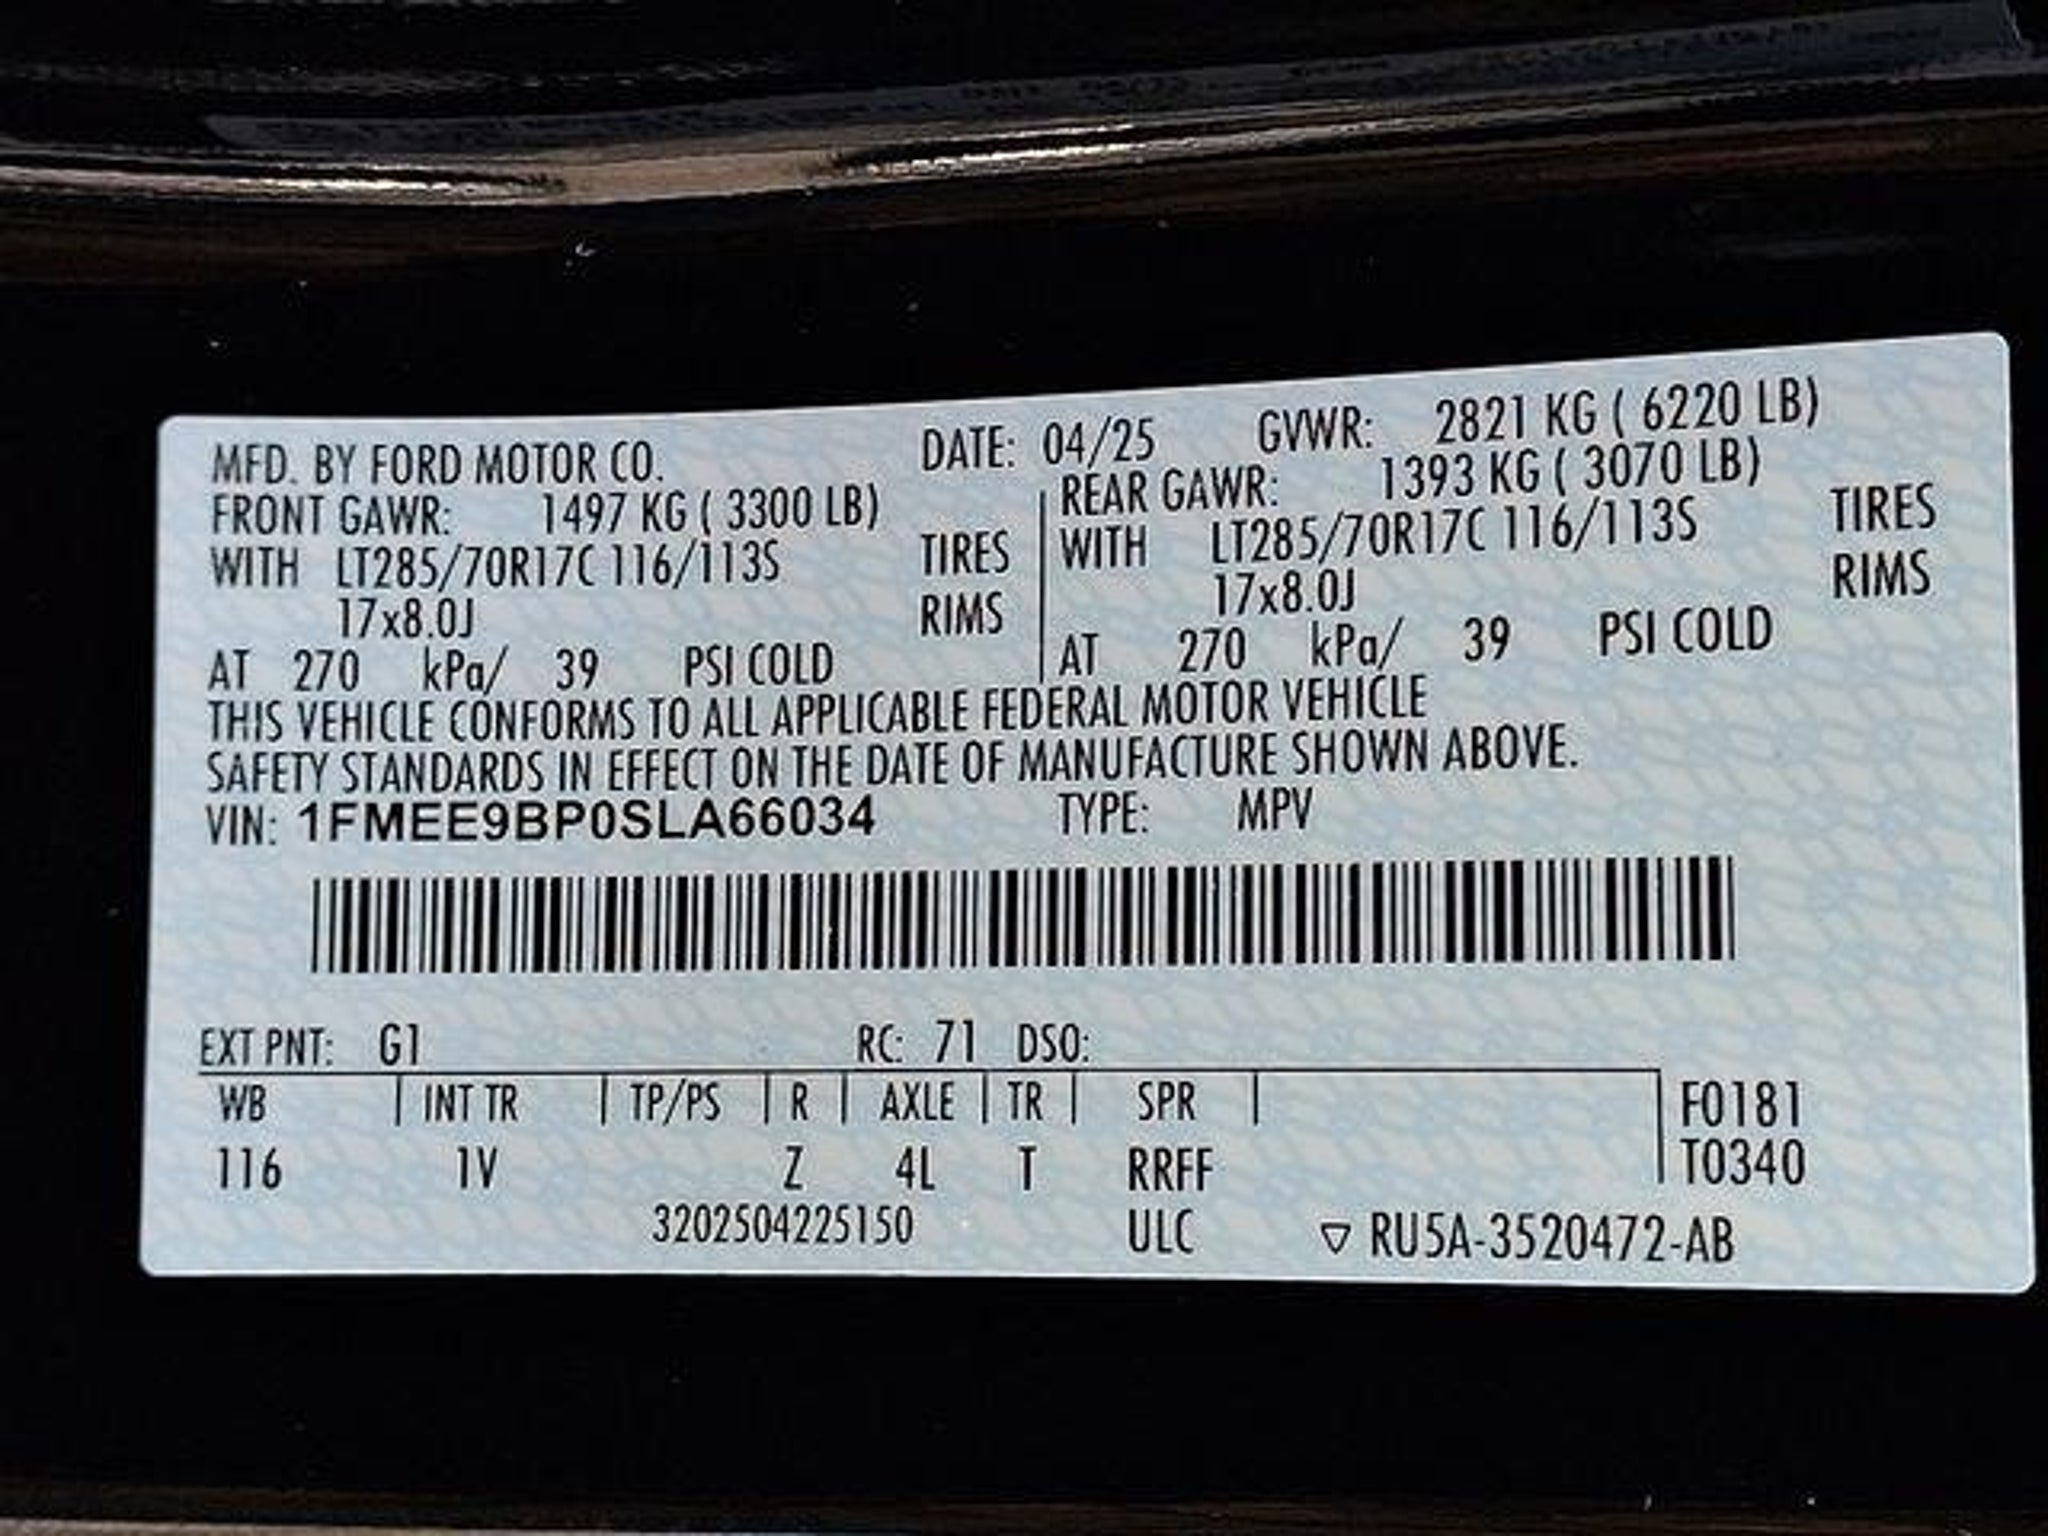 MFD. BY FORD MOTOR CO. DATE: 04/25 GVWR: 2821 KG ( 6220 LB)
FRONT GAWR: 1497 KG ( 3300 LB) REAR GAWR: 1393 KG ( 3070 LB)
WITH LT285/70R17C 116/113S TIRES WITH LT285/70R17C 116/113S TIRES
17x8.0J RIMS 17x8.0J RIMS
AT 270 kPa/ 39 PSI COLD AT 270 kPa/ 39 PSI COLD
THIS VEHICLE CONFORMS TO ALL APPLICABLE FEDERAL MOTOR VEHICLE
SAFETY STANDARDS IN EFFECT ON THE DATE OF MANUFACTURE SHOWN ABOVE.
VIN: 1FMEE9BP0SLA66034 TYPE: MPV
EXT PNT: G1 RC: 71 DSO:
WB INT TR TP/PS R AXLE TR SPR F0181
116 1V Z 4L T RRFF T0340
3202504225150 ULC ▽ RU5A-3520472-AB